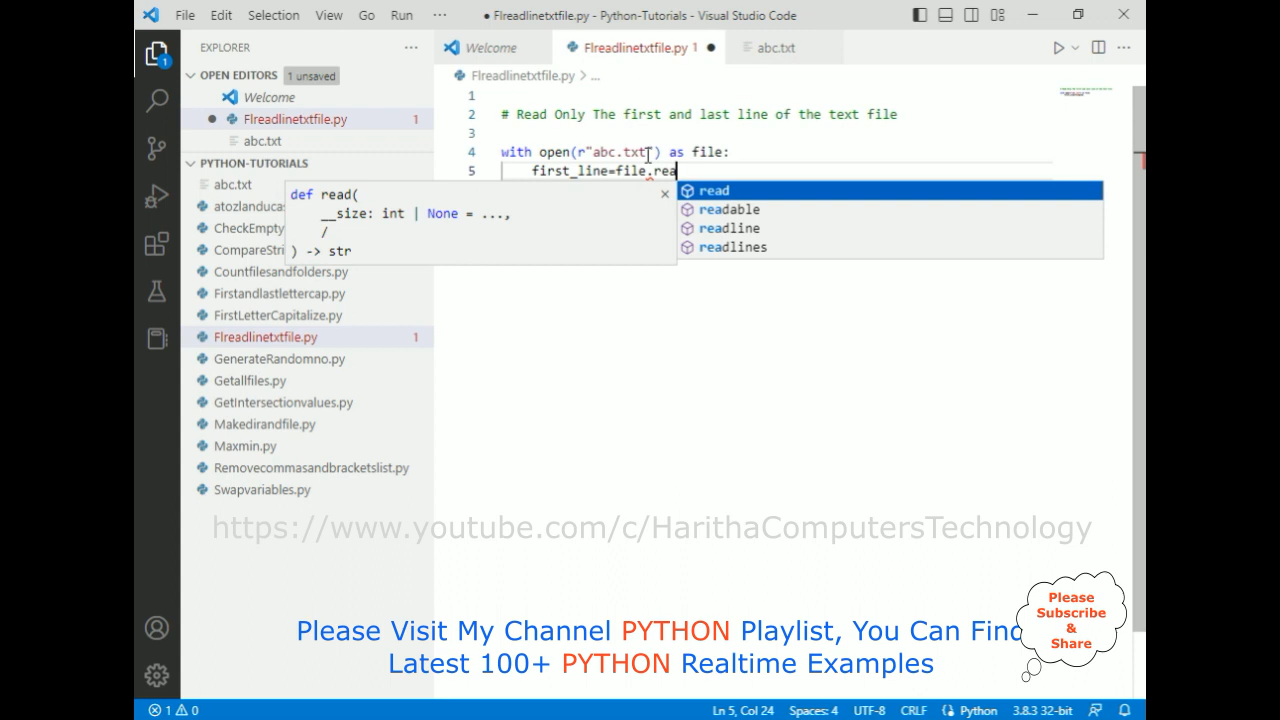 File Edit Selection View Go Run ··· ● Flreadlinetxtfile.py - Python-Tutorials - Visual Studio Code
EXPLORER ···
OPEN EDITORS 1 unsaved
Welcome
Flreadlinetxtfile.py 1
abc.txt
PYTHON-TUTORIALS
abc.txt
atozlanduca
CheckEmpty
CompareStri
Countfilesandfolders.py
Firstandlastlettercap.py
FirstLetterCapitalize.py
Flreadlinetxtfile.py 1
GenerateRandomno.py
Getallfiles.py
GetIntersectionvalues.py
Makedirandfile.py
Maxmin.py
Removecommasandbracketslist.py
Swapvariables.py
1
Welcome Flreadlinetxtfile.py 1 ● abc.txt ···
Flreadlinetxtfile.py > ...
1
2 # Read Only The first and last line of the text file
3
4 with open(r"abc.txt") as file:
5 first_line=file.rea
def read(
__size: int | None = ...,
/
) -> str
read
readable
readline
readlines
https://www.youtube.com/c/HarithaComputersTechnology
Please Visit My Channel PYTHON Playlist, You Can Find
Latest 100+ PYTHON Realtime Examples
Please
Subscribe
&
Share
1 0 Ln 5, Col 24 Spaces: 4 UTF-8 CRLF Python 3.8.3 32-bit